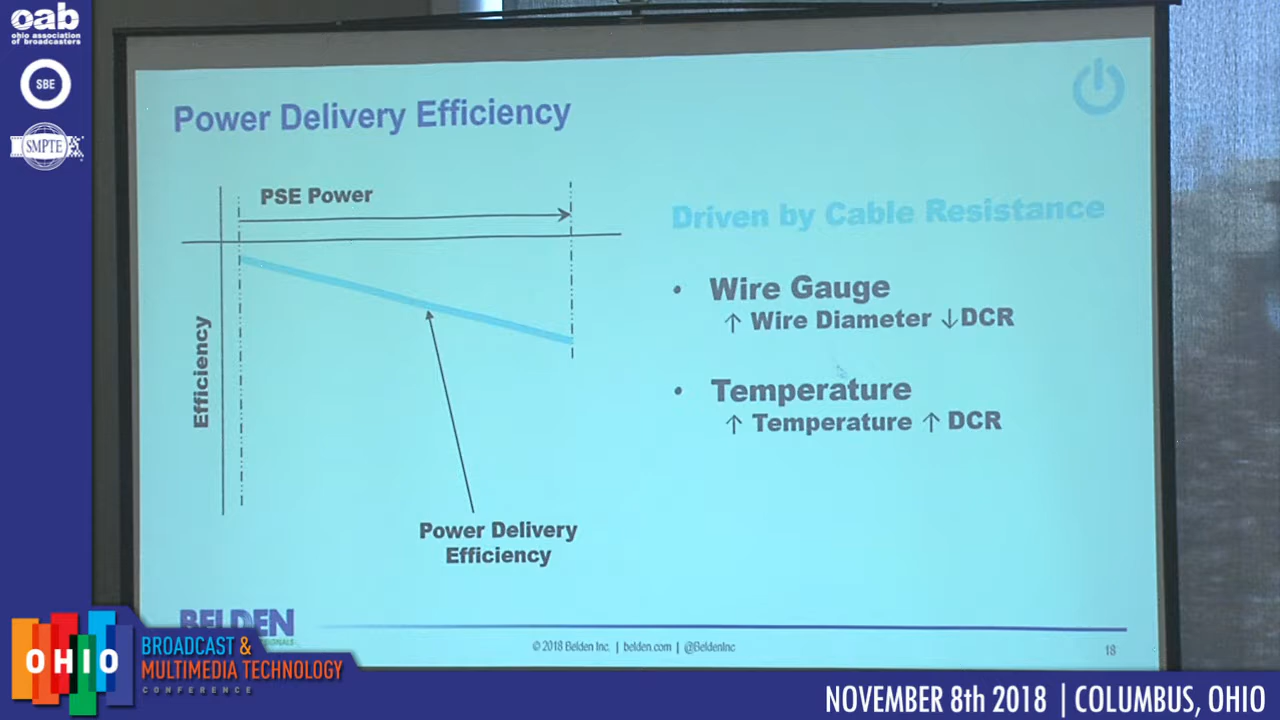 oab
ohio association
of broadcasters
SBE
SMPTE
Power Delivery Efficiency
PSE Power
Efficiency
Power Delivery
Efficiency
Driven by Cable Resistance
• Wire Gauge
↑ Wire Diameter ↓DCR
• Temperature
↑ Temperature ↑ DCR
BELDEN
© 2018 Belden Inc. | belden.com | @BeldenInc
18
OHIO
BROADCAST &
MULTIMEDIA TECHNOLOGY
CONFERENCE
NOVEMBER 8th 2018 | COLUMBUS, OHIO